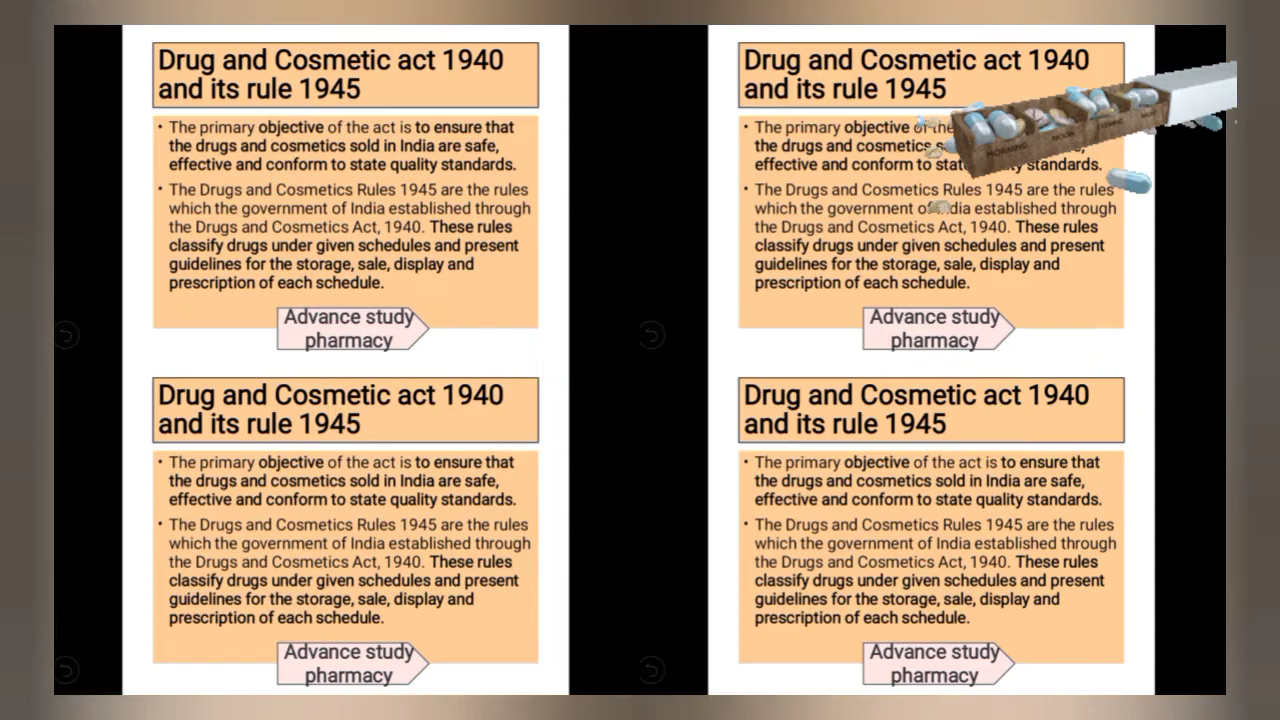 Drug and Cosmetic act 1940
and its rule 1945
• The primary objective of the act is to ensure that
the drugs and cosmetics sold in India are safe,
effective and conform to state quality standards.
• The Drugs and Cosmetics Rules 1945 are the rules
which the government of India established through
the Drugs and Cosmetics Act, 1940. These rules
classify drugs under given schedules and present
guidelines for the storage, sale, display and
prescription of each schedule.
Advance study
pharmacy
Drug and Cosmetic act 1940
and its rule 1945
• The primary objective of the
the drugs and cosmetics
effective and conform to standards.
• The Drugs and Cosmetics Rules 1945 are the rules
which the government established through
the Drugs and Cosmetics Act, 1940. These rules
classify drugs under given schedules and present
guidelines for the storage, sale, display and
prescription of each schedule.
Advance study
pharmacy
MORNING
NOON
EVENING
Drug and Cosmetic act 1940
and its rule 1945
• The primary objective of the act is to ensure that
the drugs and cosmetics sold in India are safe,
effective and conform to state quality standards.
• The Drugs and Cosmetics Rules 1945 are the rules
which the government of India established through
the Drugs and Cosmetics Act, 1940. These rules
classify drugs under given schedules and present
guidelines for the storage, sale, display and
prescription of each schedule.
Advance study
pharmacy
Drug and Cosmetic act 1940
and its rule 1945
• The primary objective of the act is to ensure that
the drugs and cosmetics sold in India are safe,
effective and conform to state quality standards.
• The Drugs and Cosmetics Rules 1945 are the rules
which the government of India established through
the Drugs and Cosmetics Act, 1940. These rules
classify drugs under given schedules and present
guidelines for the storage, sale, display and
prescription of each schedule.
Advance study
pharmacy